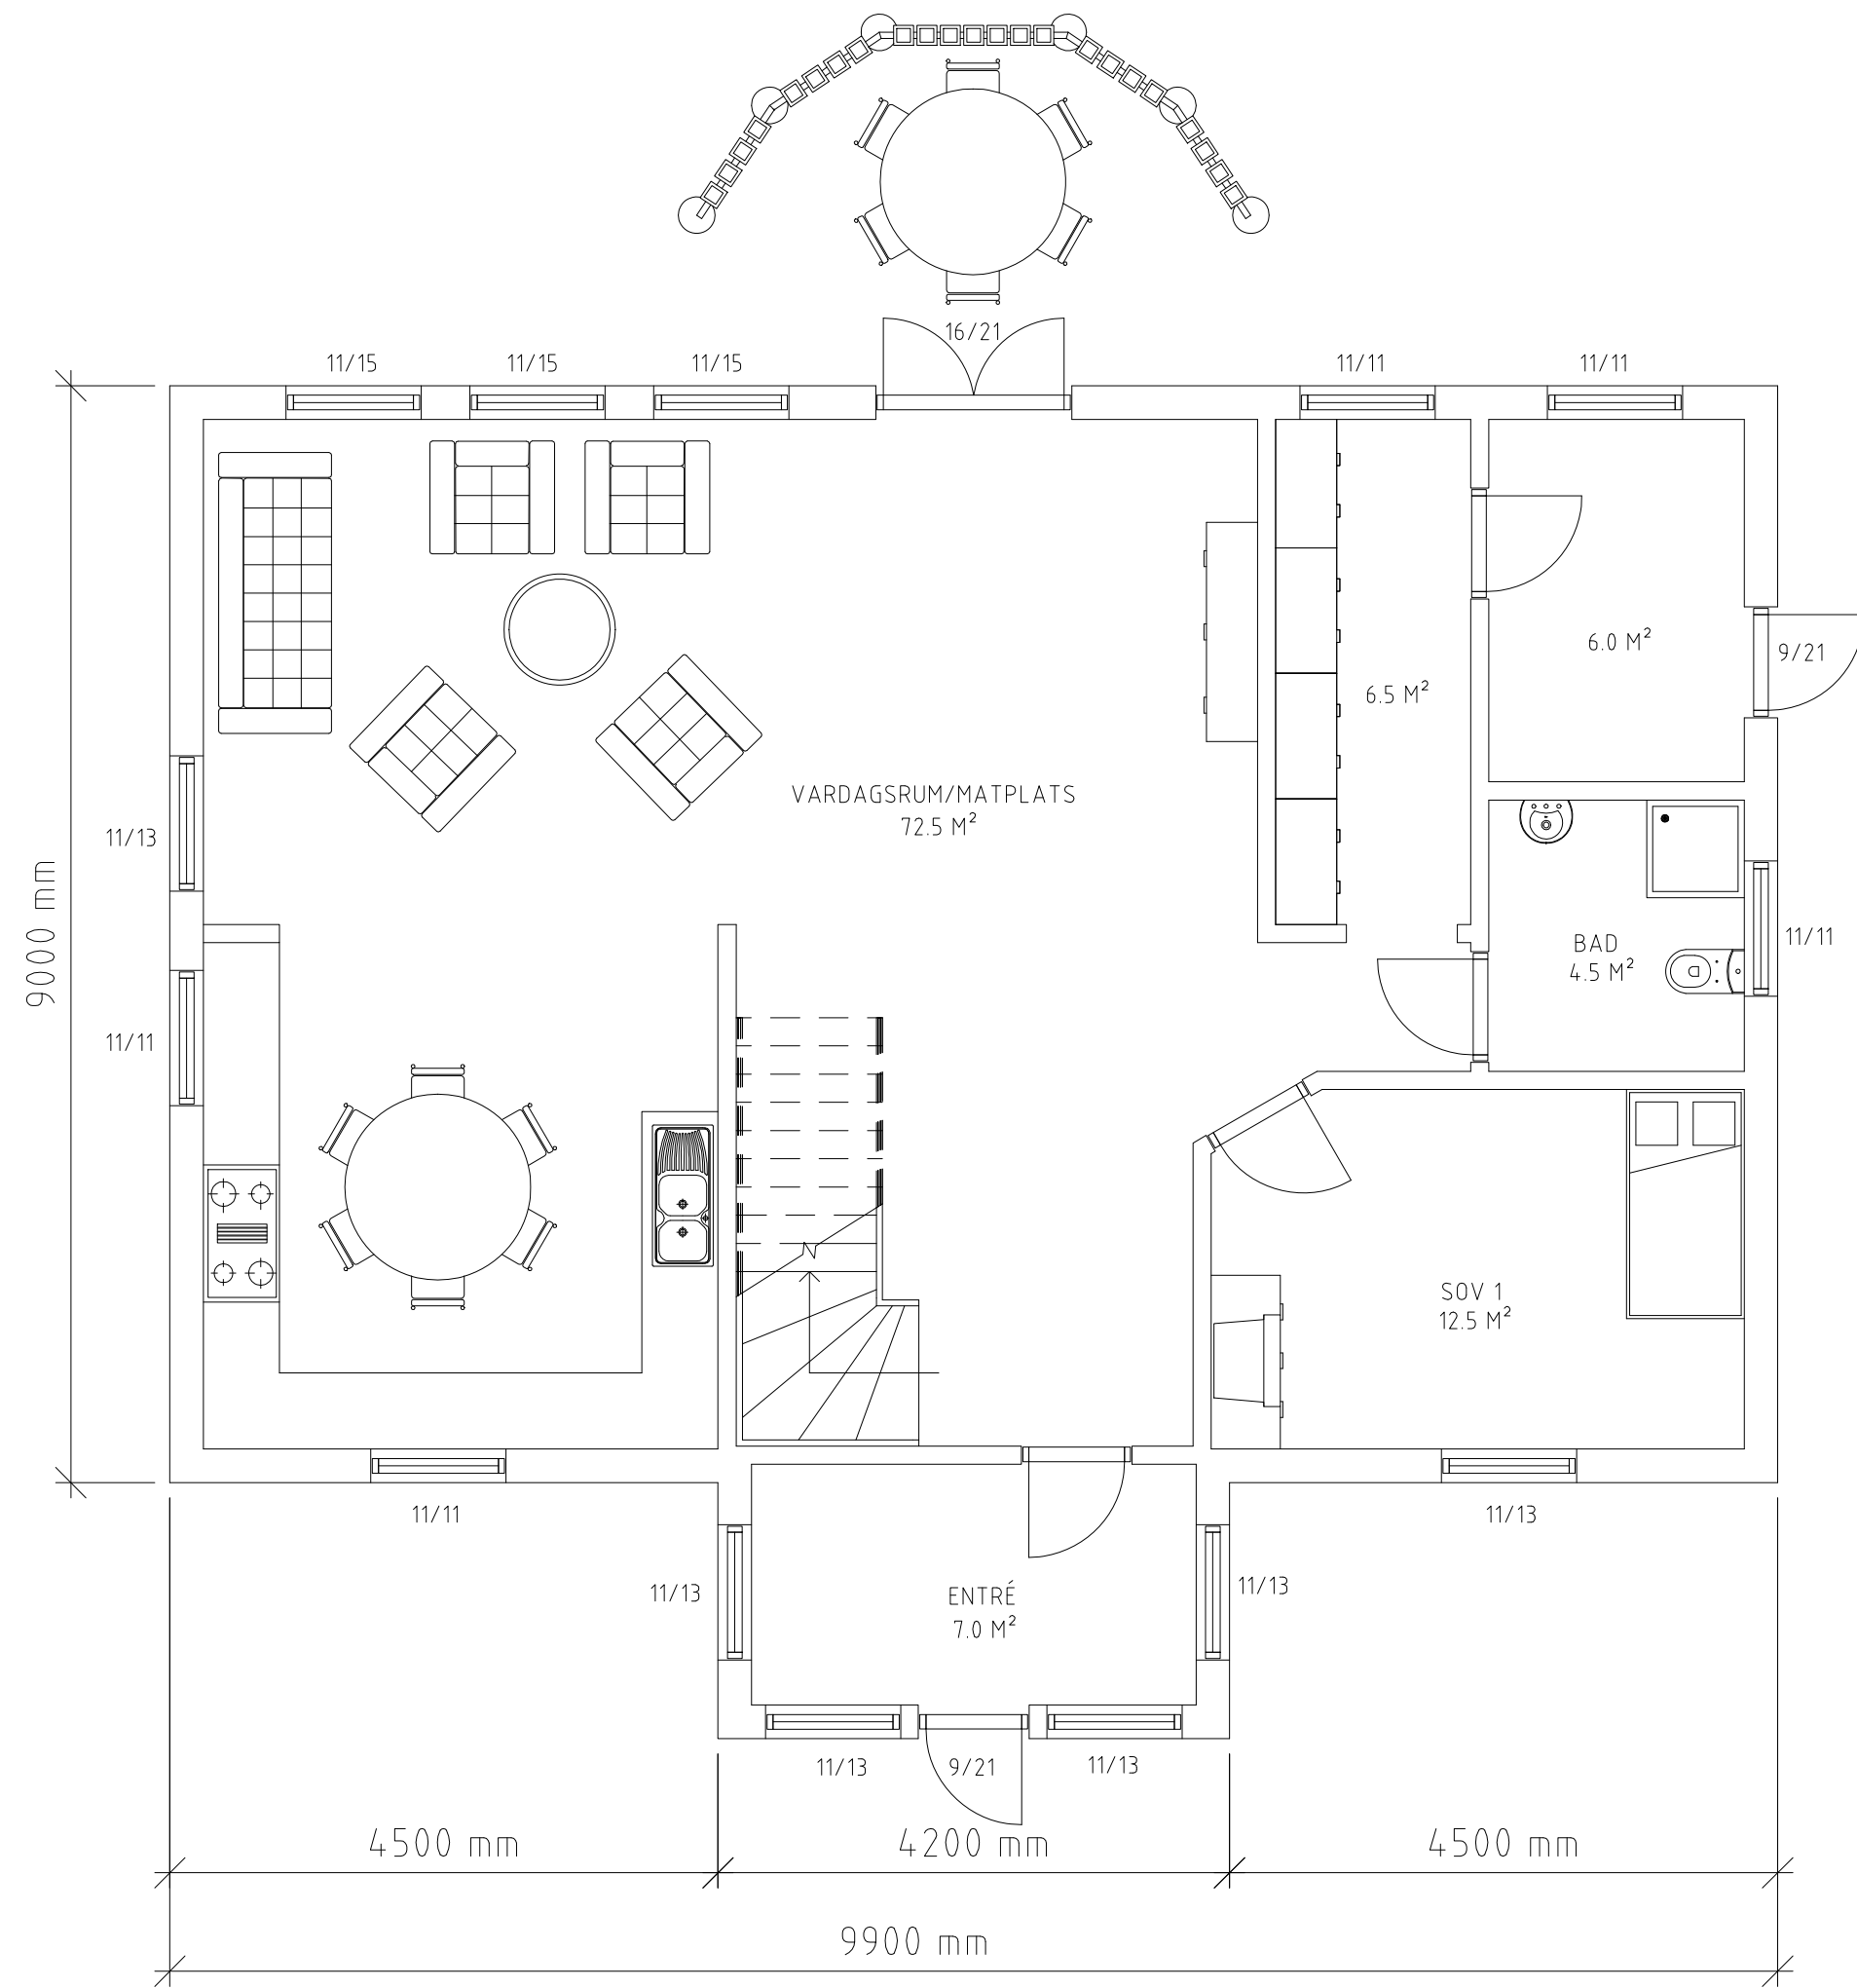 16/21
11/15
11/15
11/15
11/11
11/11
6.0 M²
9/21
6.5 M²
VARDAGSRUM/MATPLATS
72.5 M²
11/13
9000 mm
BAD
4.5 M²
11/11
11/11
SOV 1
12.5 M²
11/11
11/13
11/13
ENTRÉ
7.0 M²
11/13
11/13
9/21
11/13
4500 mm
4200 mm
4500 mm
9900 mm